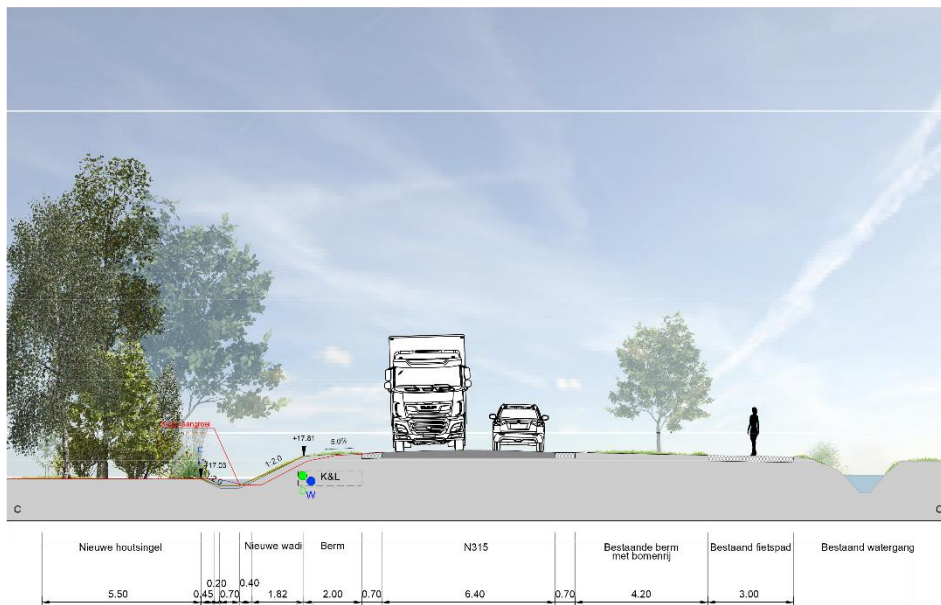 +17.81
5.0%
1:2.0
+17.03
1:2.0
K&L
W
C
Nieuwe houtsingel
Nieuwe wadi
Berm
N315
Bestaande berm
met bomenrij
Bestaand fietspad
Bestaand watergang
5.50
0.45
0.20
0.70
0.40
1.82
2.00
0.70
6.40
0.70
4.20
3.00